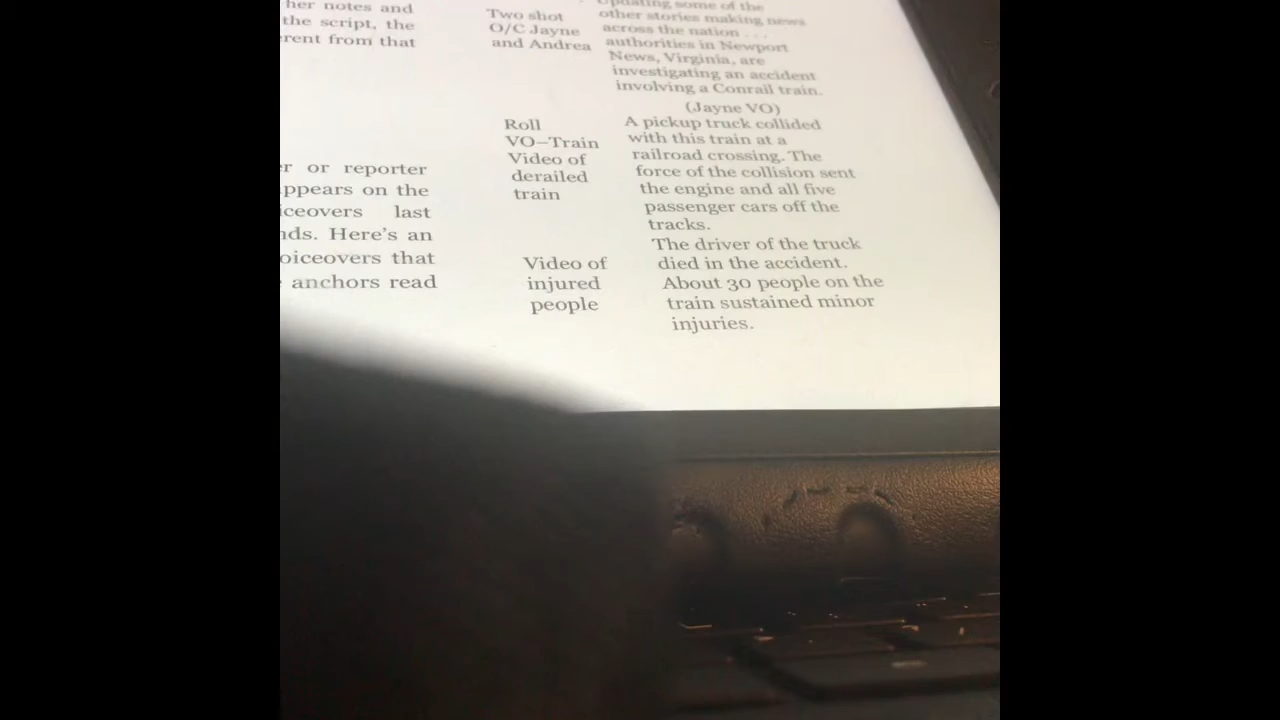 her notes and
the script, the
rent from that
r or reporter
appears on the
iceovers last
nds. Here's an
oiceovers that
anchors read
Two shot
O/C Jayne
and Andrea
Roll
VO–Train
Video of
derailed
train
Video of
injured
people
Updating some of the
other stories making news
across the nation . . .
authorities in Newport
News, Virginia, are
investigating an accident
involving a Conrail train.
(Jayne VO)
A pickup truck collided
with this train at a
railroad crossing. The
force of the collision sent
the engine and all five
passenger cars off the
tracks.
The driver of the truck
died in the accident.
About 30 people on the
train sustained minor
injuries.